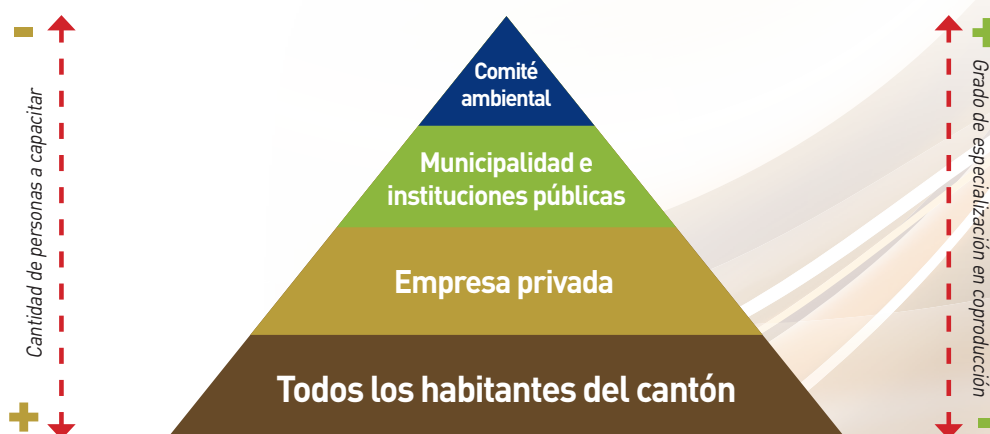 Comité
ambiental
Municipalidad e
instituciones públicas
Empresa privada
Todos los habitantes del cantón
Cantidad de personas a capacitar
Grado de especialización en coproducción